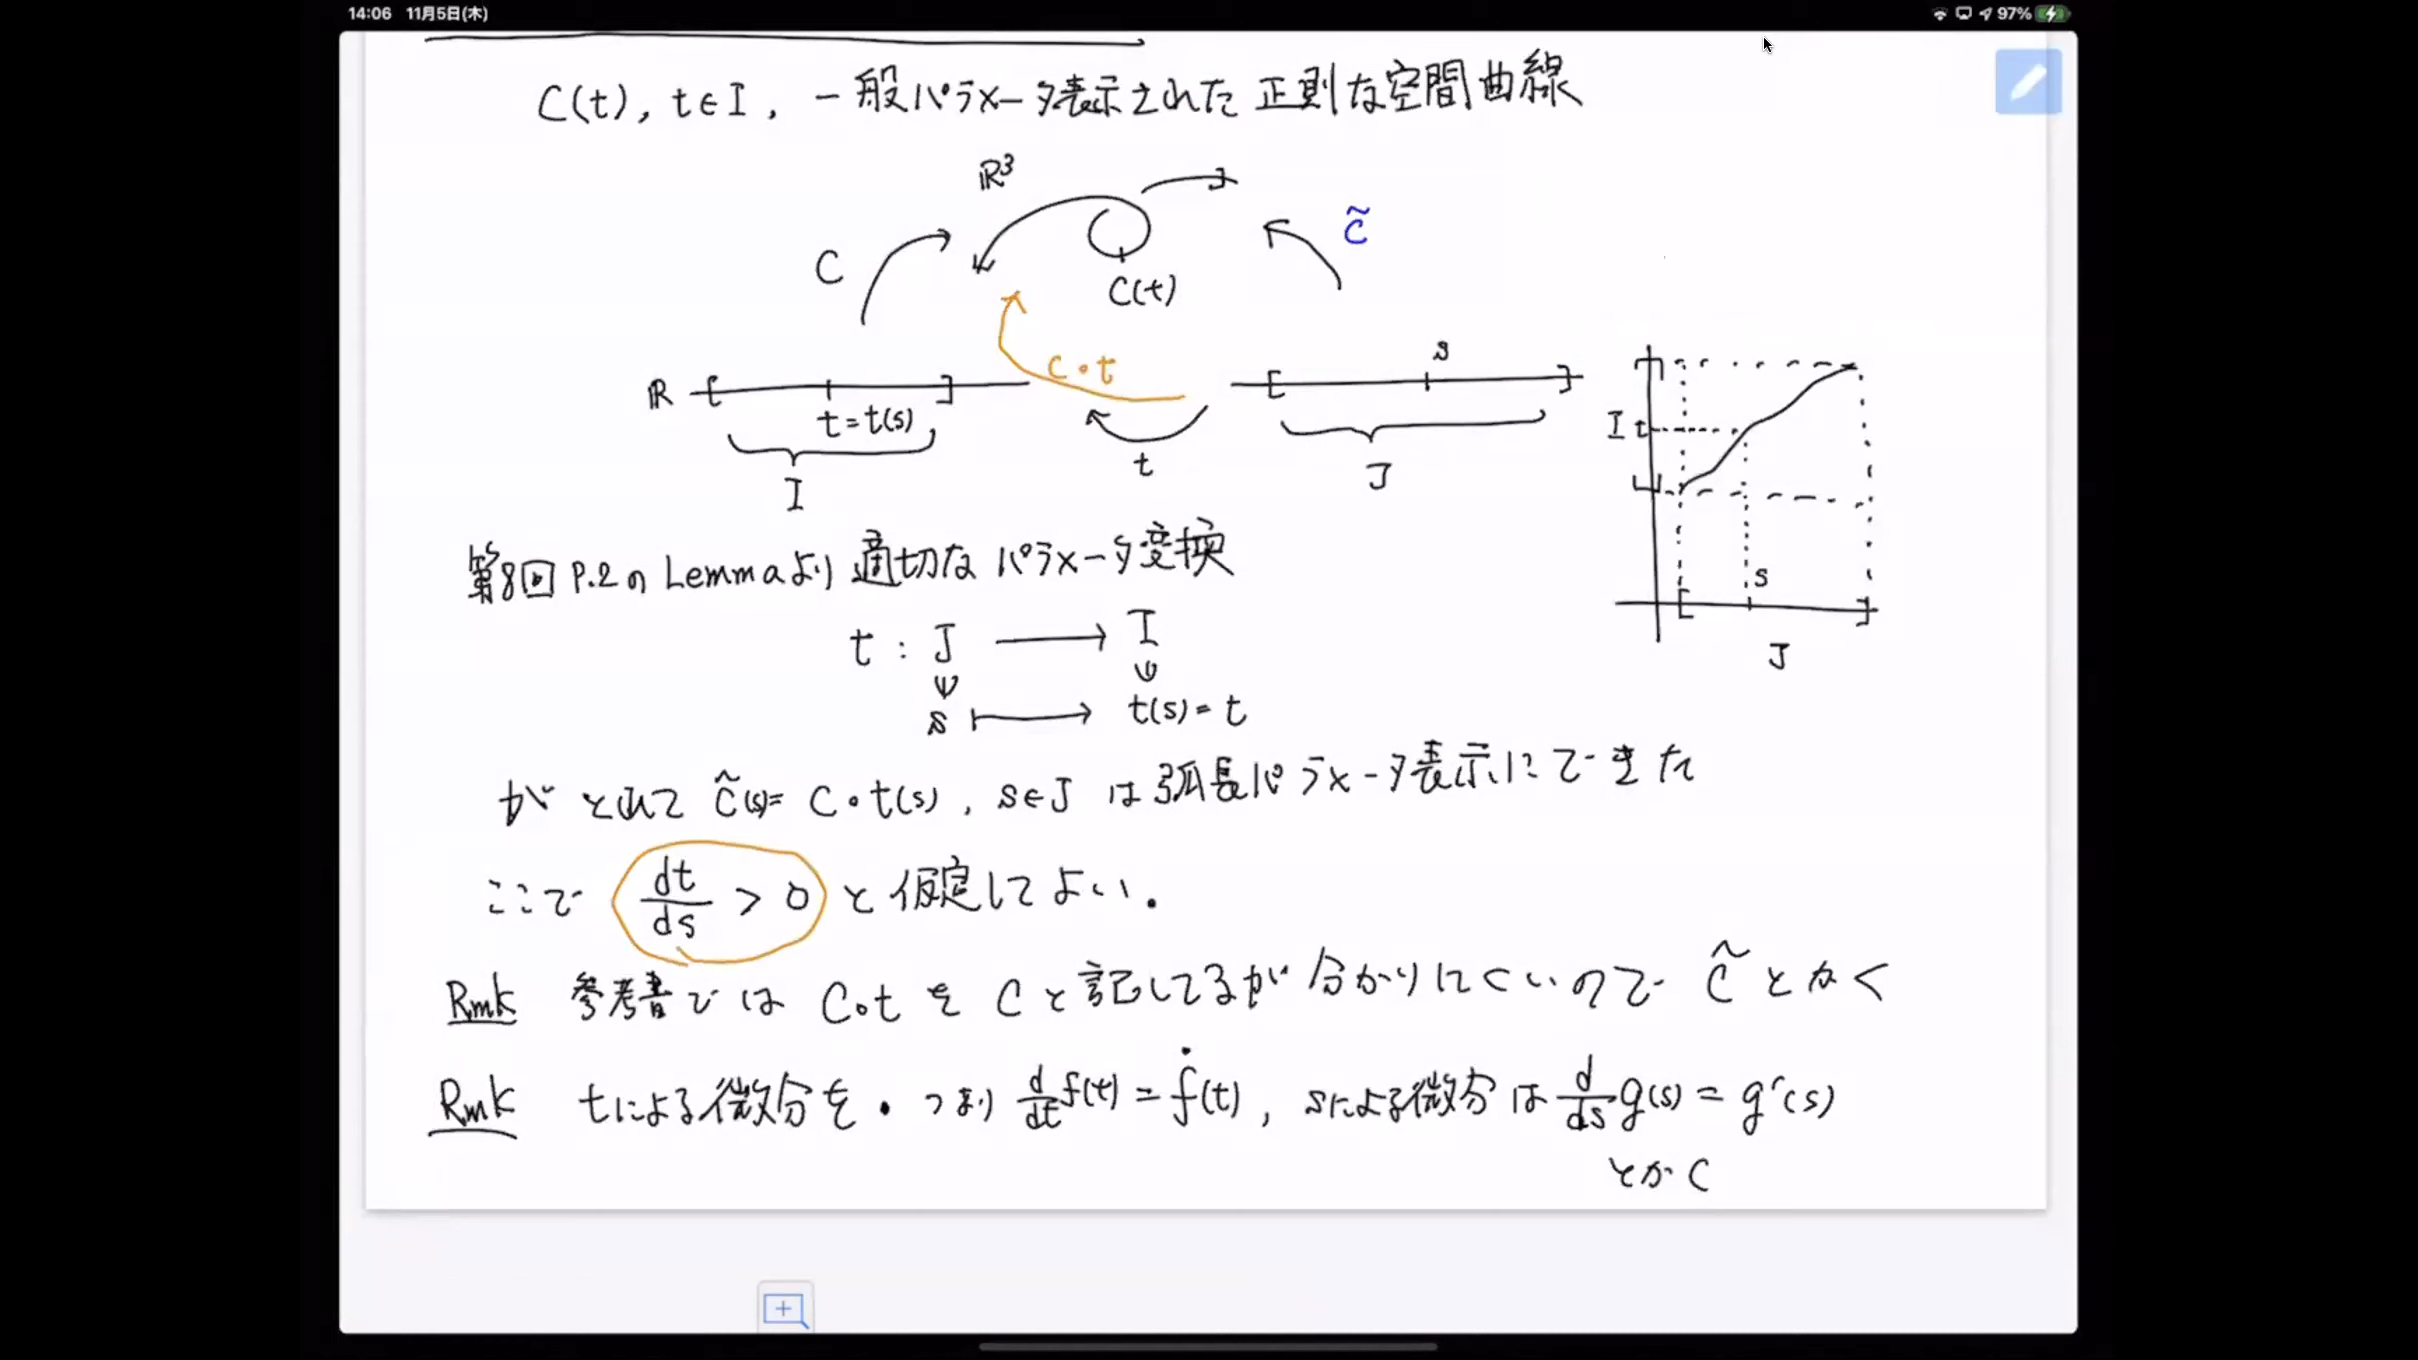 14:06 11月5日(木)
97%
C(t), t∈I, 一般パラメータ表示された正則な空間曲線
ℝ³
C
C(t)
C̃
C∘t
ℝ
t=t(s)
I
t
s
J
I
t
s
J
第8回 P.2の Lemmaより 適切な パラメータ変換
t : J → I
s ↦ t(s)=t
が とれて C̃(s)= C∘t(s), s∈J は弧長パラメータ表示にできた
ここで dt/ds > 0 と仮定してよい.
Rmk 参考書では C∘t を C と記してるが 分かりにくいので C̃ とかく
Rmk tによる微分を・ つまり d/dt f(t) = ḟ(t), sによる微分は d/ds g(s) = g'(s)
とかく